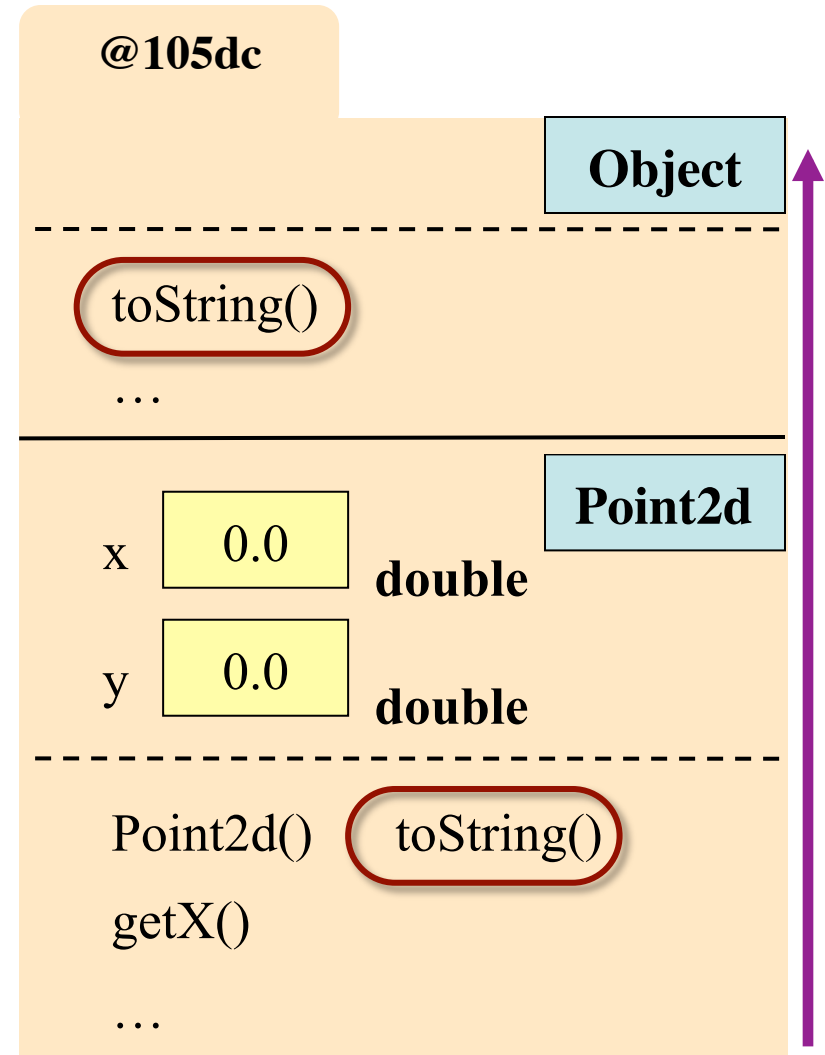 @105dc
Object
toString()
…
Point2d
x 0.0 double
y 0.0 double
Point2d() toString()
getX()
…